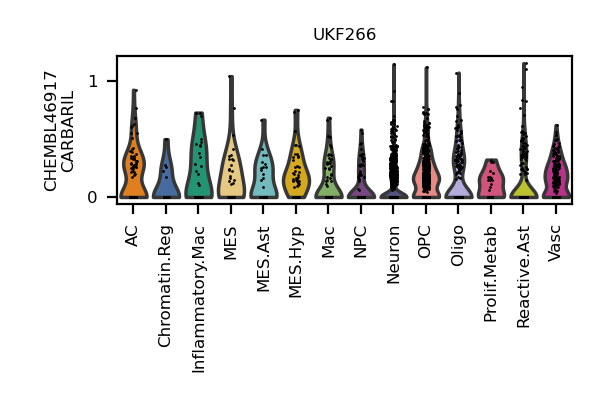 UKF266
CHEMBL46917
CARBARIL
1
0
AC
Chromatin.Reg
Inflammatory.Mac
MES
MES.Ast
MES.Hyp
Mac
NPC
Neuron
OPC
Oligo
Prolif.Metab
Reactive.Ast
Vasc